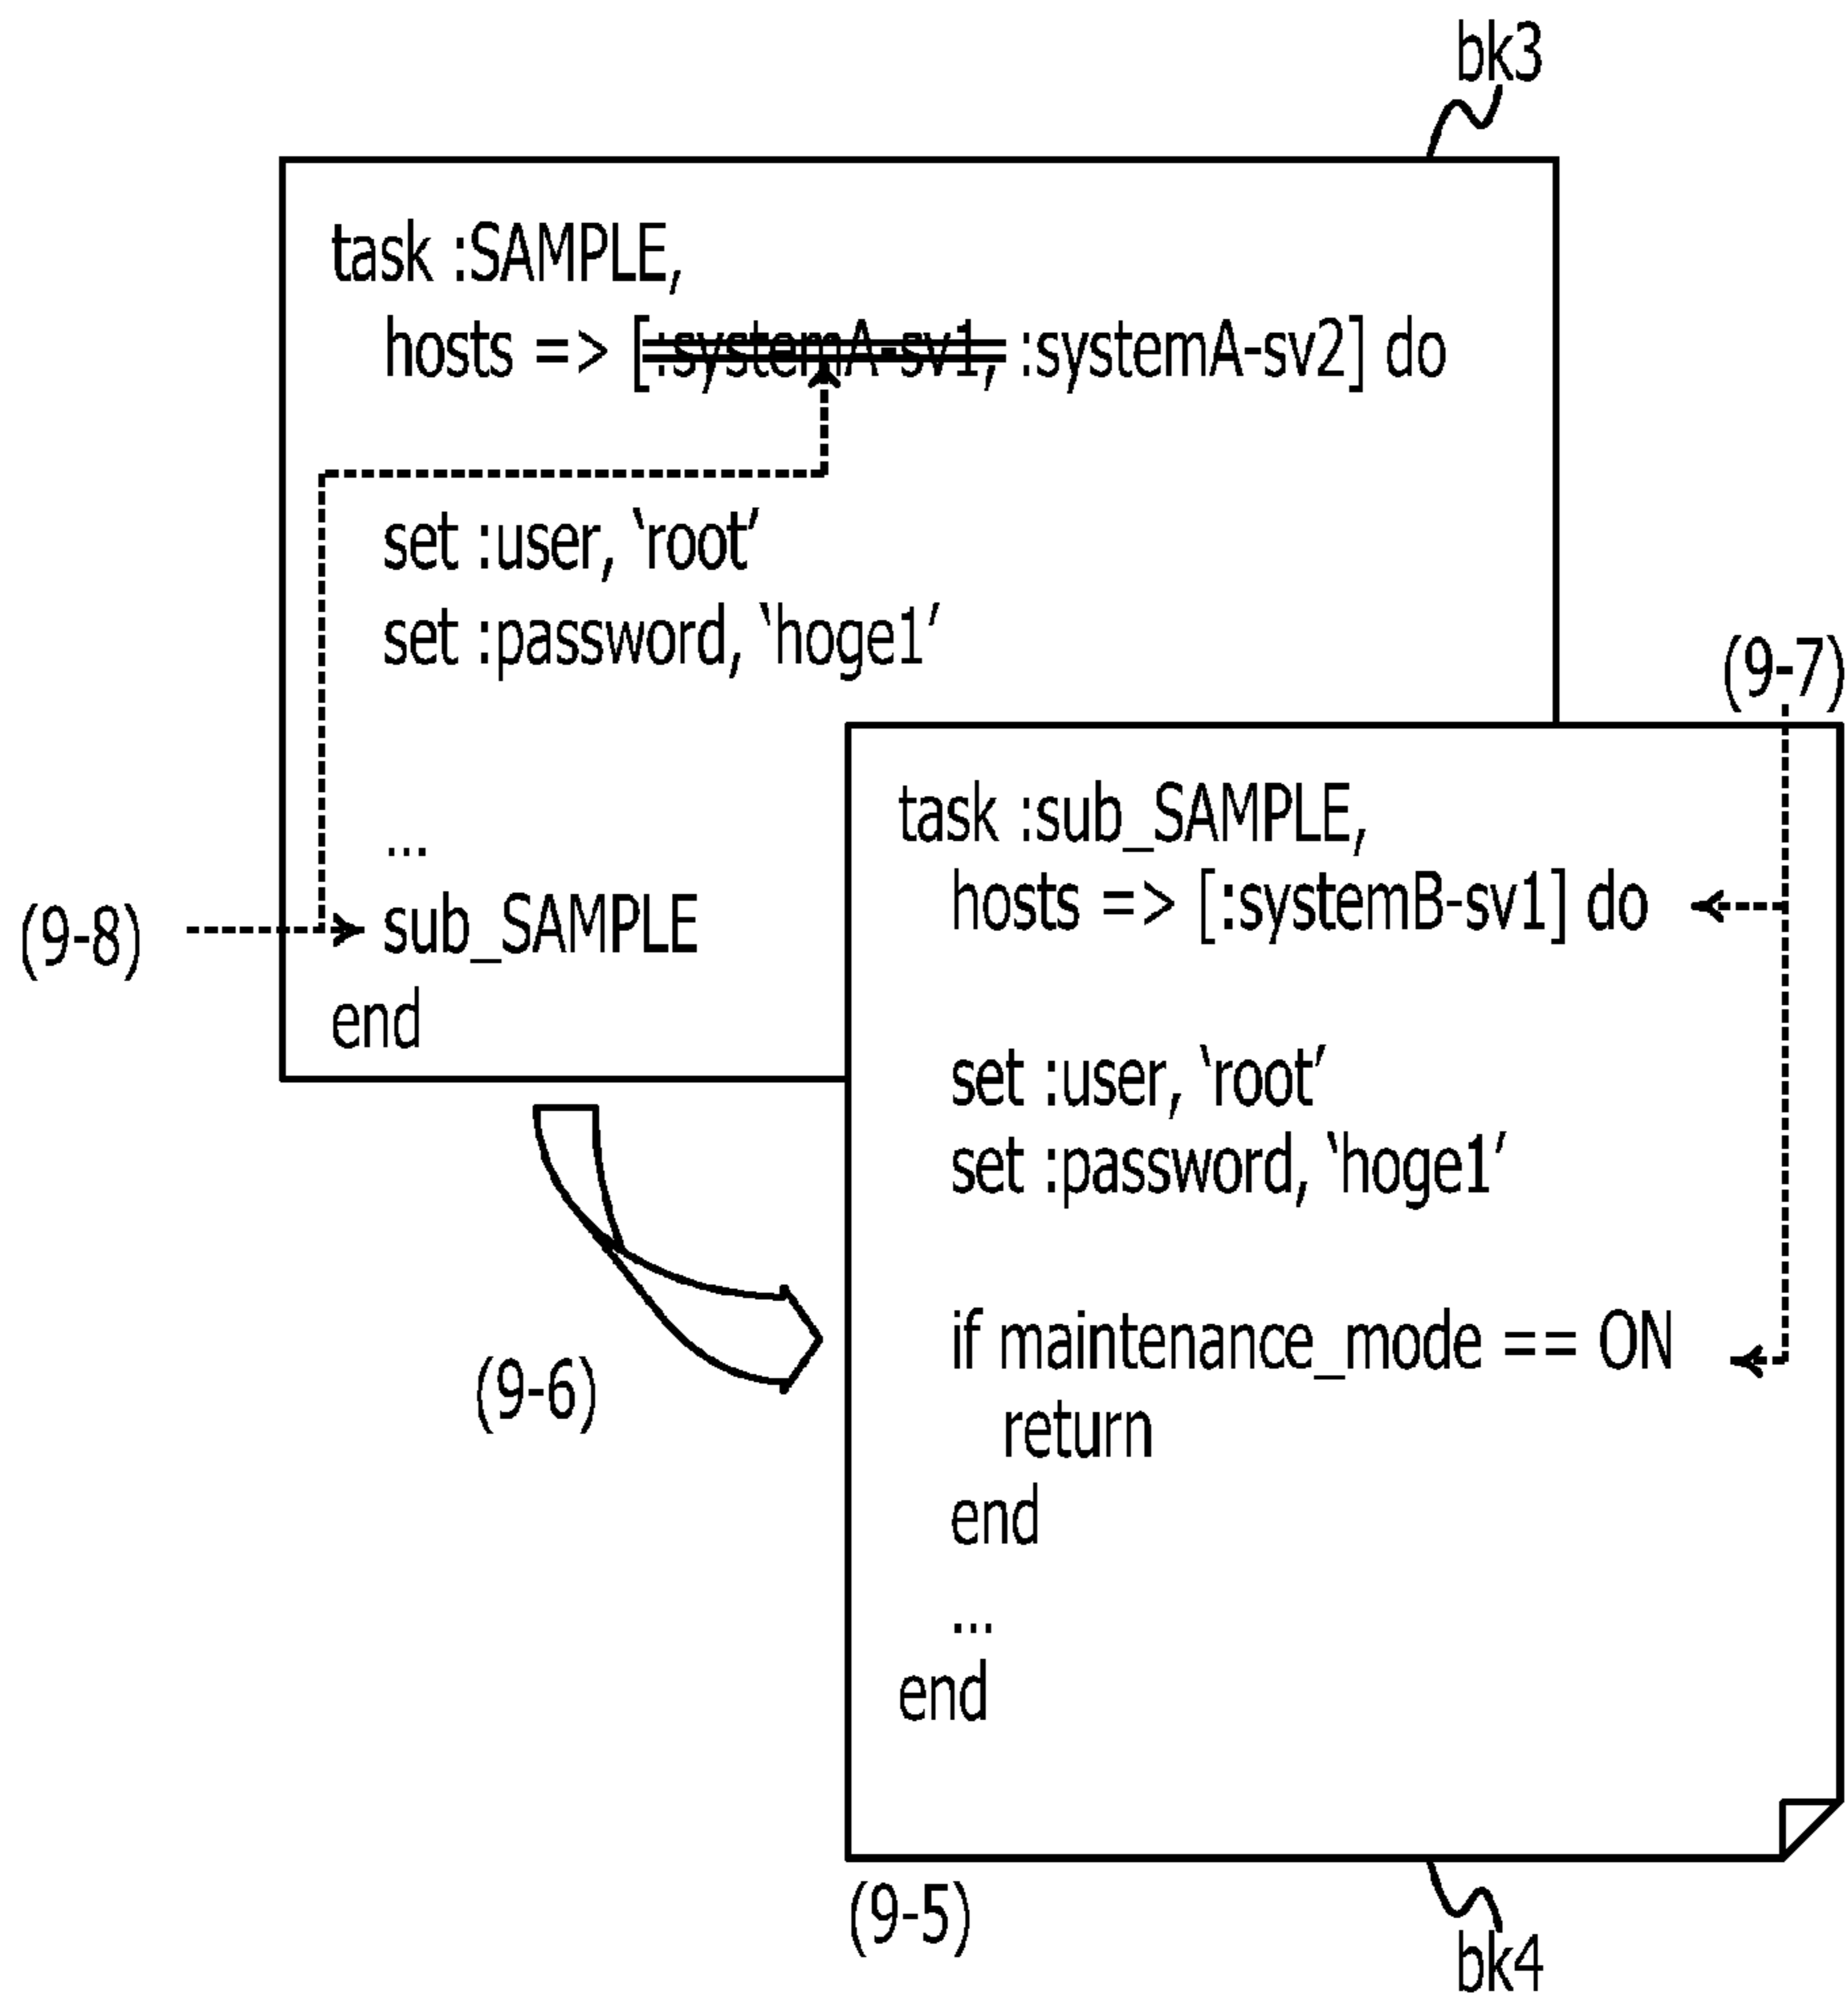 bk3
task :SAMPLE,
hosts => [:systemA-sv1, :systemA-sv2] do
set :user, ‘root’
set :password, ‘hoge1’
...
(9-8)
sub_SAMPLE
end
(9-7)
task :sub_SAMPLE,
hosts => [:systemB-sv1] do
set :user, ‘root’
set :password, ‘hoge1’
if maintenance_mode == ON
return
end
...
end
(9-6)
(9-5)
bk4